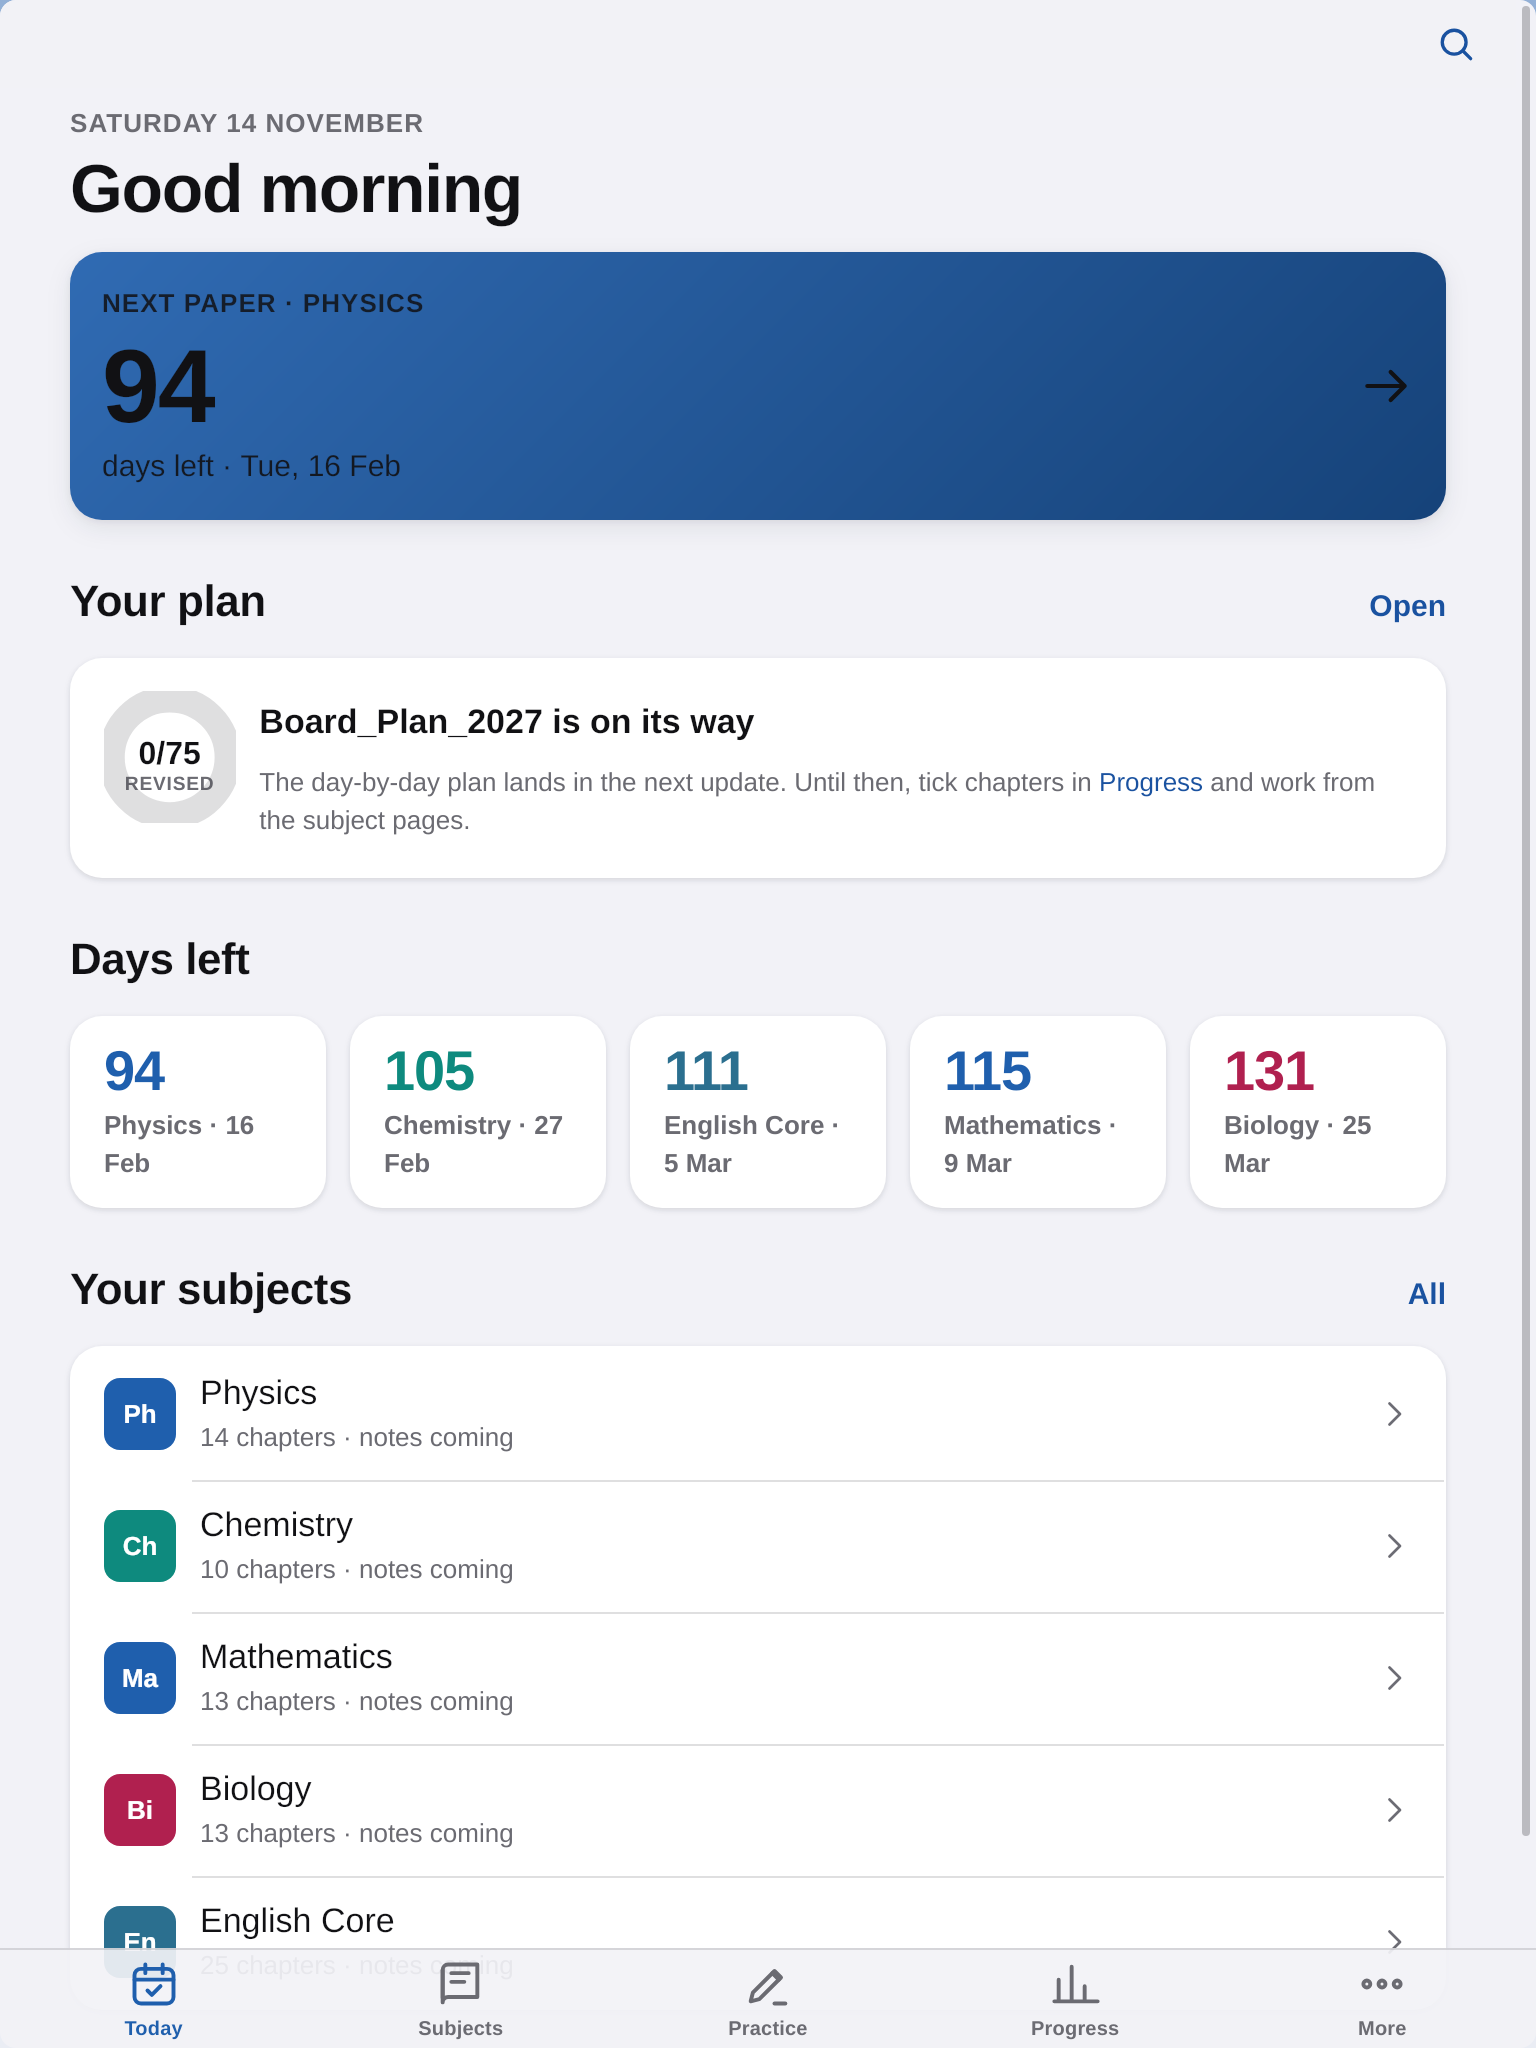 SATURDAY 14 NOVEMBER
Good morning
NEXT PAPER · PHYSICS
94
days left · Tue, 16 Feb
Your plan
Open
0/75
REVISED
Board_Plan_2027 is on its way
The day-by-day plan lands in the next update. Until then, tick chapters in Progress and work from
the subject pages.
Days left
94
Physics · 16
Feb
105
Chemistry · 27
Feb
111
English Core ·
5 Mar
115
Mathematics ·
9 Mar
131
Biology · 25
Mar
Your subjects
All
Ph
Physics
14 chapters · notes coming
Ch
Chemistry
10 chapters · notes coming
Ma
Mathematics
13 chapters · notes coming
Bi
Biology
13 chapters · notes coming
En
English Core
25 chapters · notes coming
Today
Subjects
Practice
Progress
More